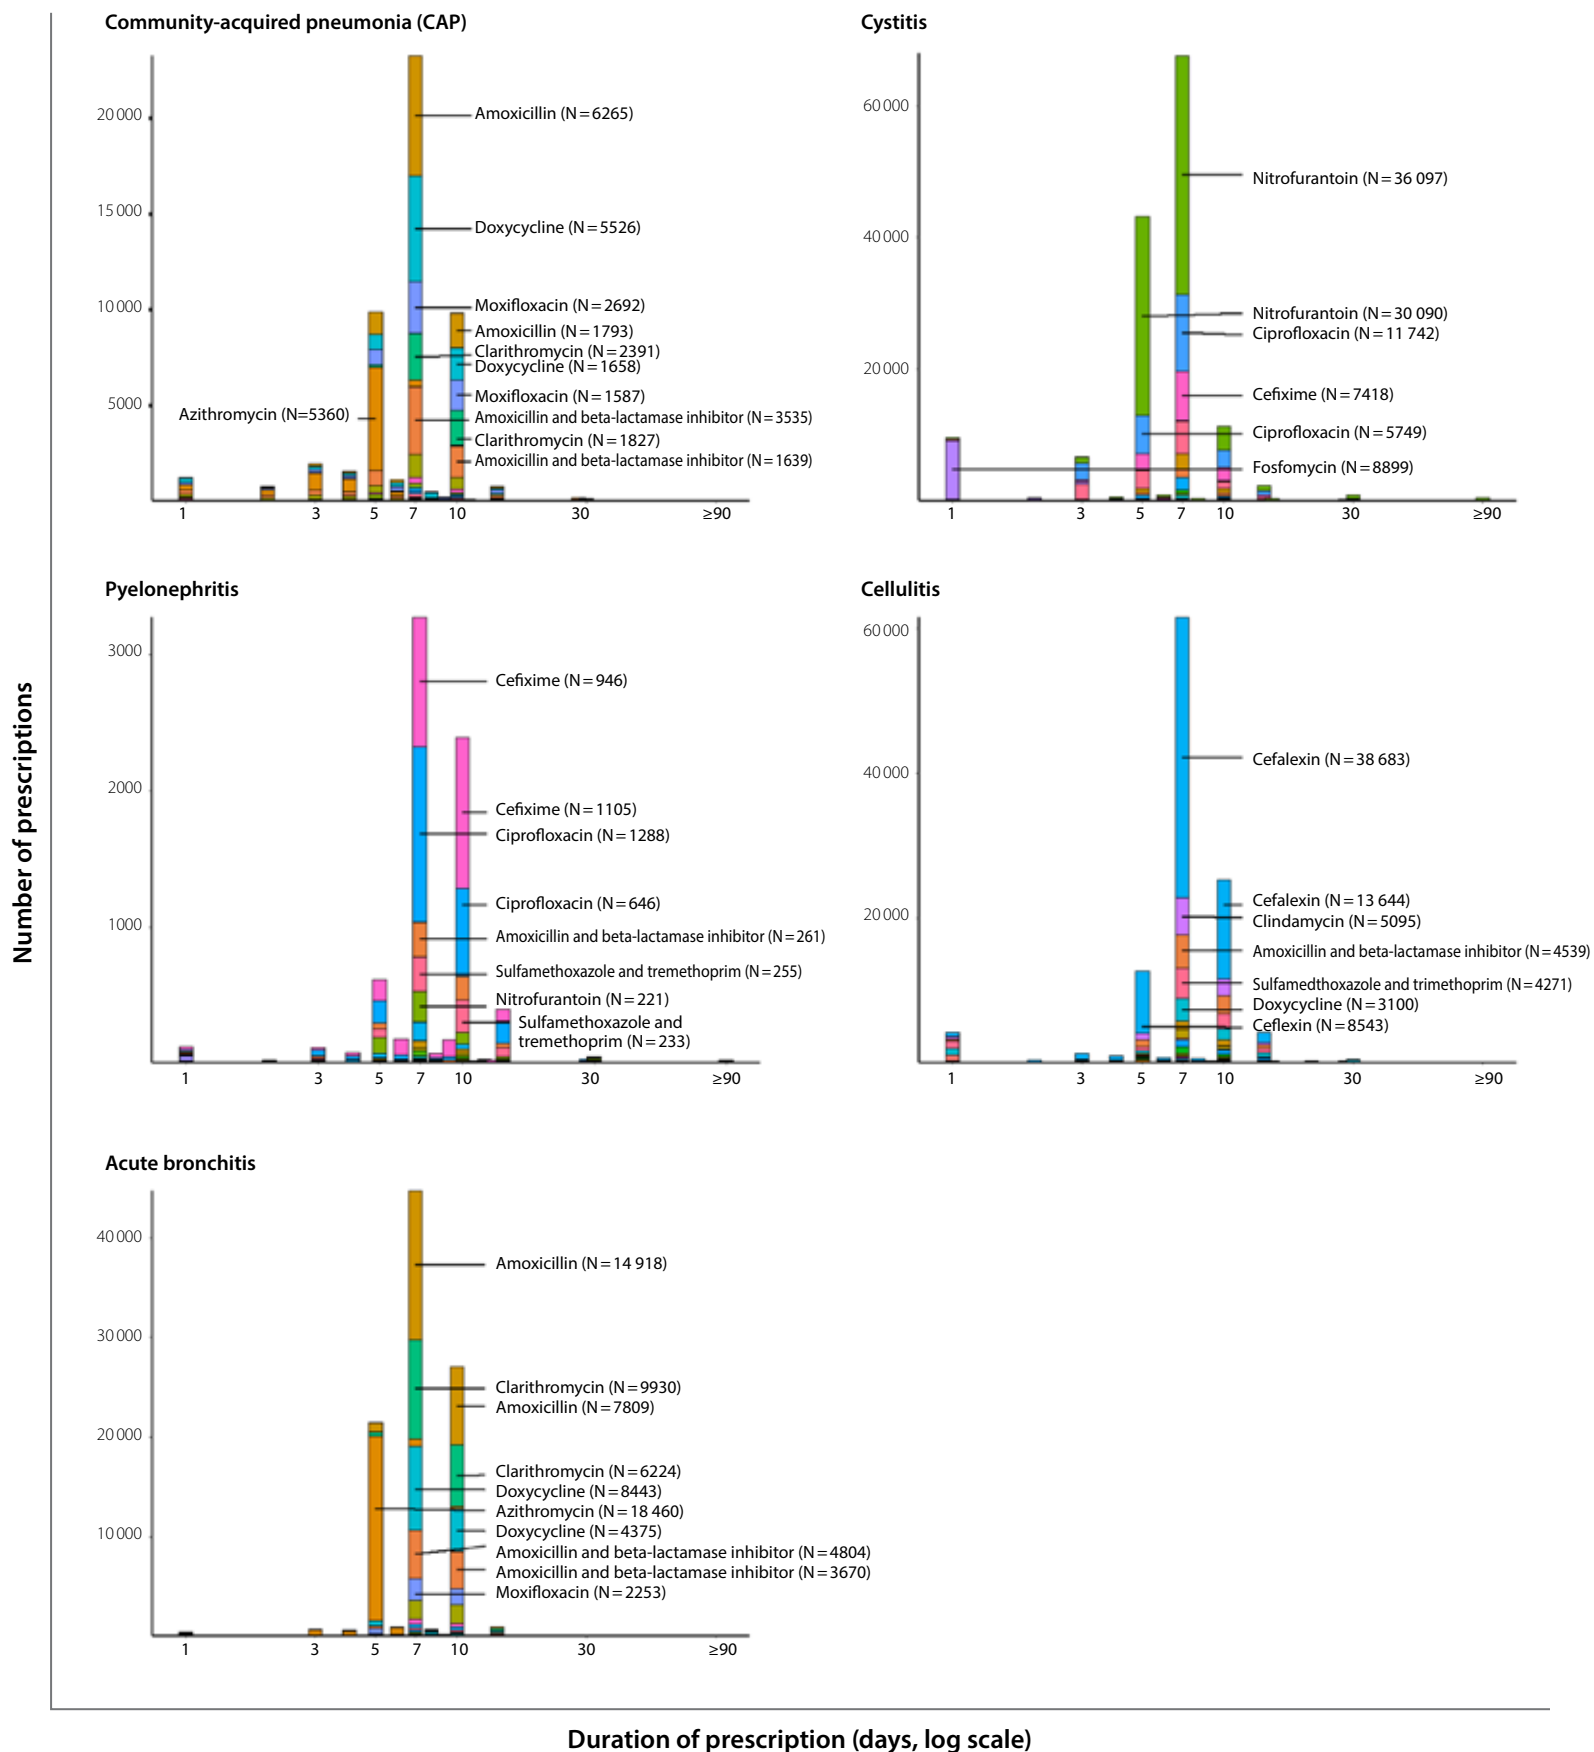 Community-acquired pneumonia (CAP)
20 000
15 000
10 000
5000
Amoxicillin (N = 6265)
Doxycycline (N = 5526)
Moxifloxacin (N = 2692)
Amoxicillin (N = 1793)
Clarithromycin (N = 2391)
Doxycycline (N = 1658)
Moxifloxacin (N = 1587)
Azithromycin (N=5360)
Amoxicillin and beta-lactamase inhibitor (N = 3535)
Clarithromycin (N = 1827)
Amoxicillin and beta-lactamase inhibitor (N = 1639)
1 3 5 7 10 30 ≥90
Cystitis
60 000
40 000
20 000
Nitrofurantoin (N = 36 097)
Nitrofurantoin (N = 30 090)
Ciprofloxacin (N = 11 742)
Cefixime (N = 7418)
Ciprofloxacin (N = 5749)
Fosfomycin (N = 8899)
1 3 5 7 10 30 ≥90
Pyelonephritis
3000
2000
1000
Cefixime (N = 946)
Cefixime (N = 1105)
Ciprofloxacin (N = 1288)
Ciprofloxacin (N = 646)
Amoxicillin and beta-lactamase inhibitor (N = 261)
Sulfamethoxazole and tremethoprim (N = 255)
Nitrofurantoin (N = 221)
Sulfamethoxazole and
tremethoprim (N = 233)
1 3 5 7 10 30 ≥90
Cellulitis
60 000
40 000
20 000
Cefalexin (N = 38 683)
Cefalexin (N = 13 644)
Clindamycin (N = 5095)
Amoxicillin and beta-lactamase inhibitor (N = 4539)
Sulfamedthoxazole and trimethoprim (N = 4271)
Doxycycline (N = 3100)
Ceflexin (N = 8543)
1 3 5 7 10 30 ≥90
Acute bronchitis
40 000
30 000
20 000
10 000
Amoxicillin (N = 14 918)
Clarithromycin (N = 9930)
Amoxicillin (N = 7809)
Clarithromycin (N = 6224)
Doxycycline (N = 8443)
Azithromycin (N = 18 460)
Doxycycline (N = 4375)
Amoxicillin and beta-lactamase inhibitor (N = 4804)
Amoxicillin and beta-lactamase inhibitor (N = 3670)
Moxifloxacin (N = 2253)
1 3 5 7 10 30 ≥90
Number of prescriptions
Duration of prescription (days, log scale)